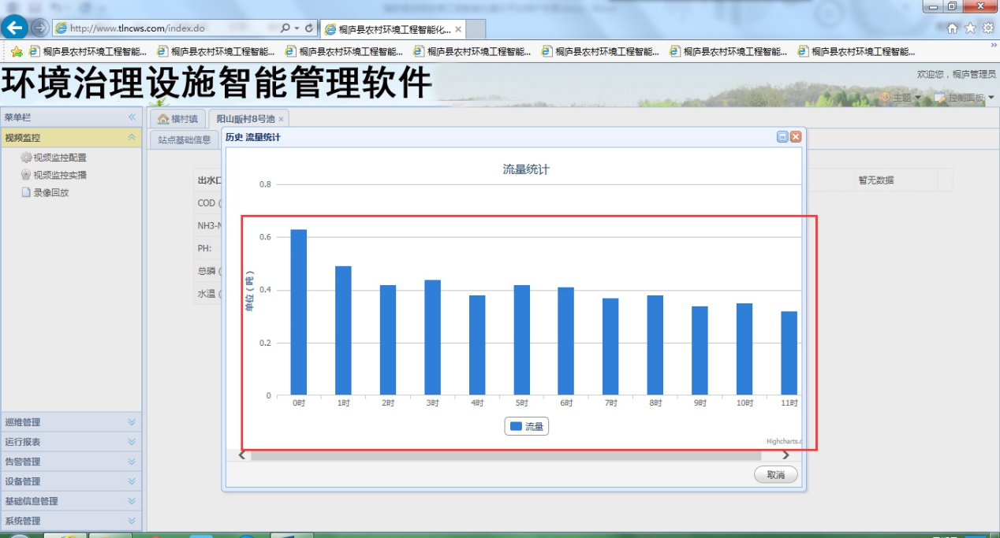 http://www.tlncws.com/index.do
桐庐县农村环境工程智能化...
桐庐县农村环境工程智能... 桐庐县农村环境工程智能... 桐庐县农村环境工程智能... 桐庐县农村环境工程智能... 桐庐县农村环境工程智能... 桐庐县农村环境工程智能... 桐庐县农村环境工程智能...
环境治理设施智能管理软件
欢迎您，桐庐管理员
主题 控制面板
菜单栏
横村镇 阳山畈村8号池
视频监控
站点基础信息
历史 流量统计
视频监控配置
视频监控实播
录像回放
出水口
暂无数据
COD (
NH3-N
PH:
总磷 (
水温 (
流量统计
单位（吨）
0.8
0.6
0.4
0.2
0
0时 1时 2时 3时 4时 5时 6时 7时 8时 9时 10时 11时
流量
Highcharts.c
取消
巡维管理
运行报表
告警管理
设备管理
基础信息管理
系统管理